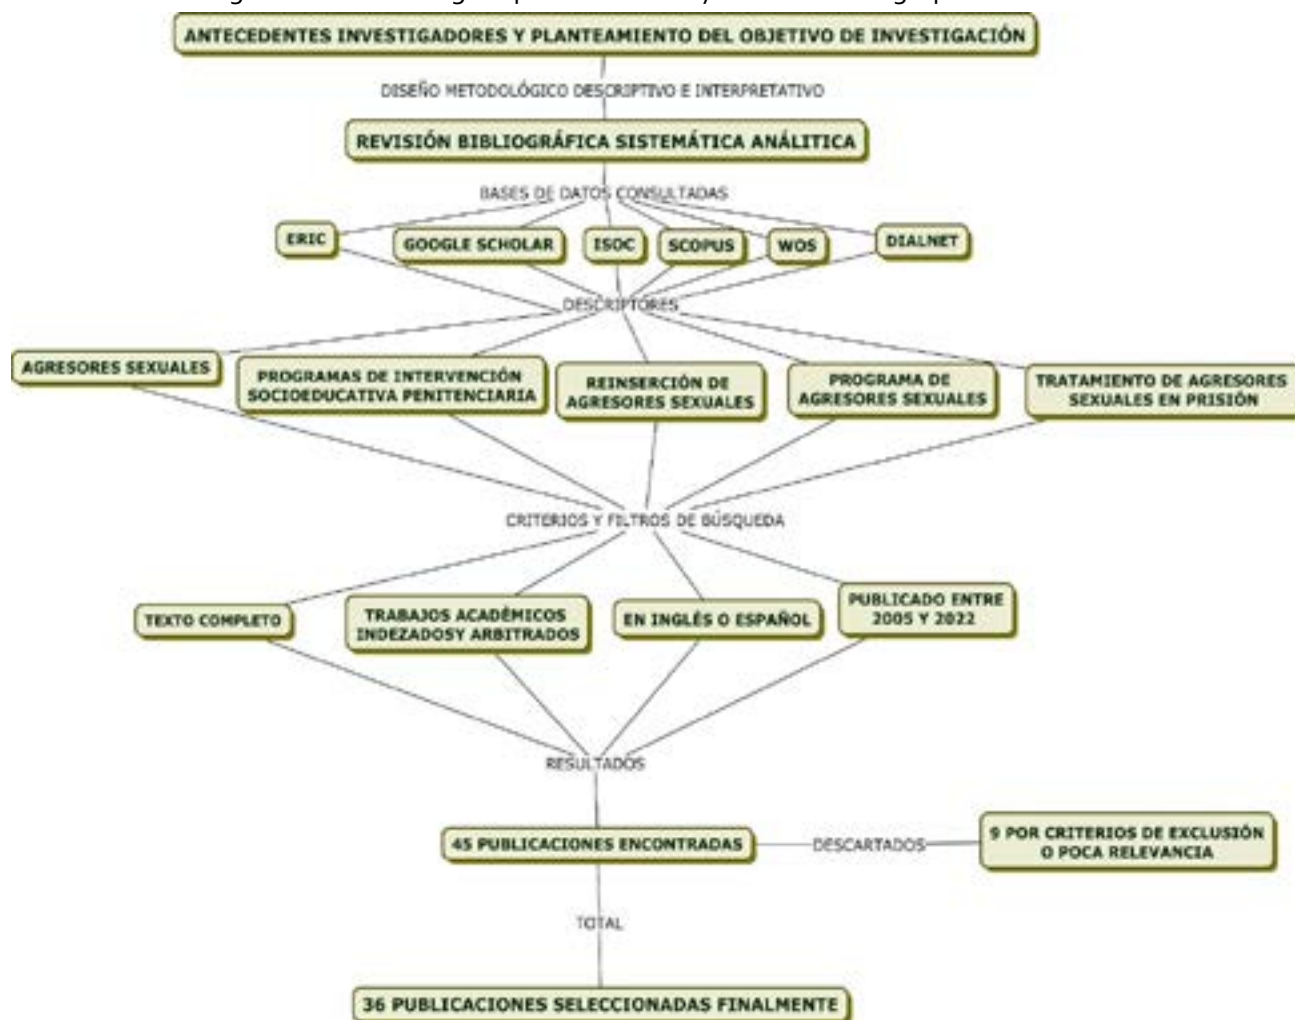 ANTECEDENTES INVESTIGADORES Y PLANTEAMIENTO DEL OBJETIVO DE INVESTIGACIÓN
DISEÑO METODOLÓGICO DESCRIPTIVO E INTERPRETATIVO
REVISIÓN BIBLIOGRÁFICA SISTEMÁTICA ANÁLITICA
BASES DE DATOS CONSULTADAS
ERIC
GOOGLE SCHOLAR
ISOC
SCOPUS
WOS
DIALNET
DESCRIPTORES
AGRESORES SEXUALES
PROGRAMAS DE INTERVENCIÓN
SOCIOEDUCATIVA PENITENCIARIA
REINSERCIÓN DE
AGRESORES SEXUALES
PROGRAMA DE
AGRESORES SEXUALES
TRATAMIENTO DE AGRESORES
SEXUALES EN PRISIÓN
CRITERIOS Y FILTROS DE BÚSQUEDA
TEXTO COMPLETO
TRABAJOS ACADÉMICOS
INDEZADOSY ARBITRADOS
EN INGLÉS O ESPAÑOL
PUBLICADO ENTRE
2005 Y 2022
RESULTADOS
45 PUBLICACIONES ENCONTRADAS
DESCARTADOS
9 POR CRITERIOS DE EXCLUSIÓN
O POCA RELEVANCIA
TOTAL
36 PUBLICACIONES SELECCIONADAS FINALMENTE